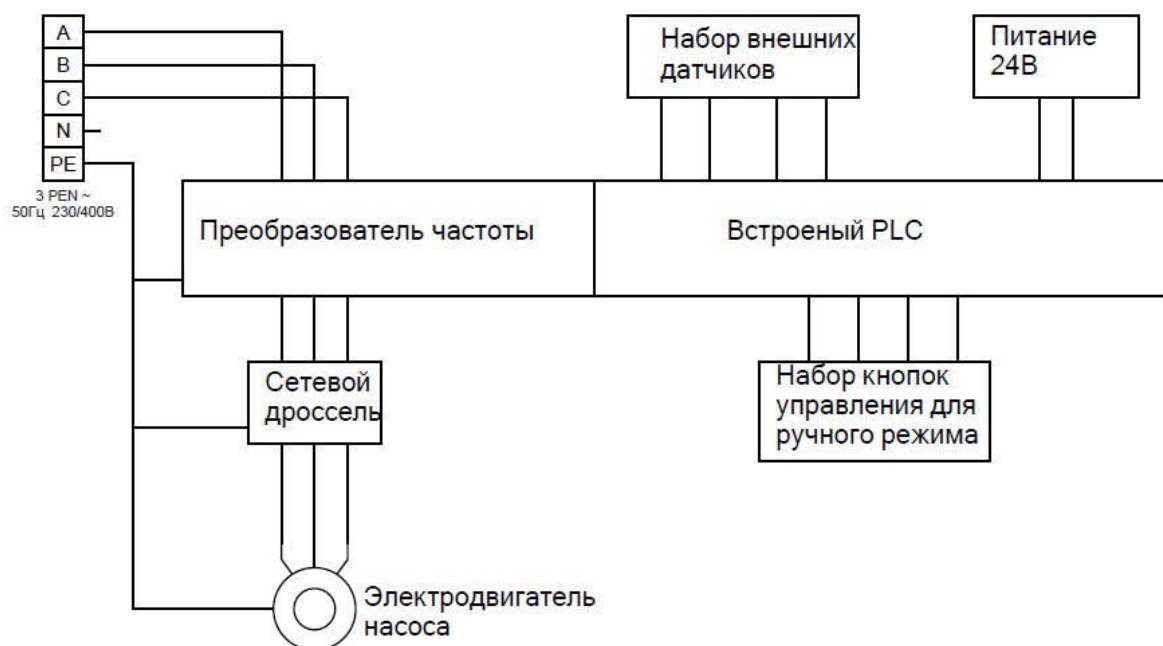 A
B
C
N
PE
3 PEN ~
50Гц 230/400В
Набор внешних
датчиков
Питание
24В
Преобразователь частоты
Встроеный PLC
Сетевой
дроссель
Набор кнопок
управления для
ручного режима
Электродвигатель
насоса